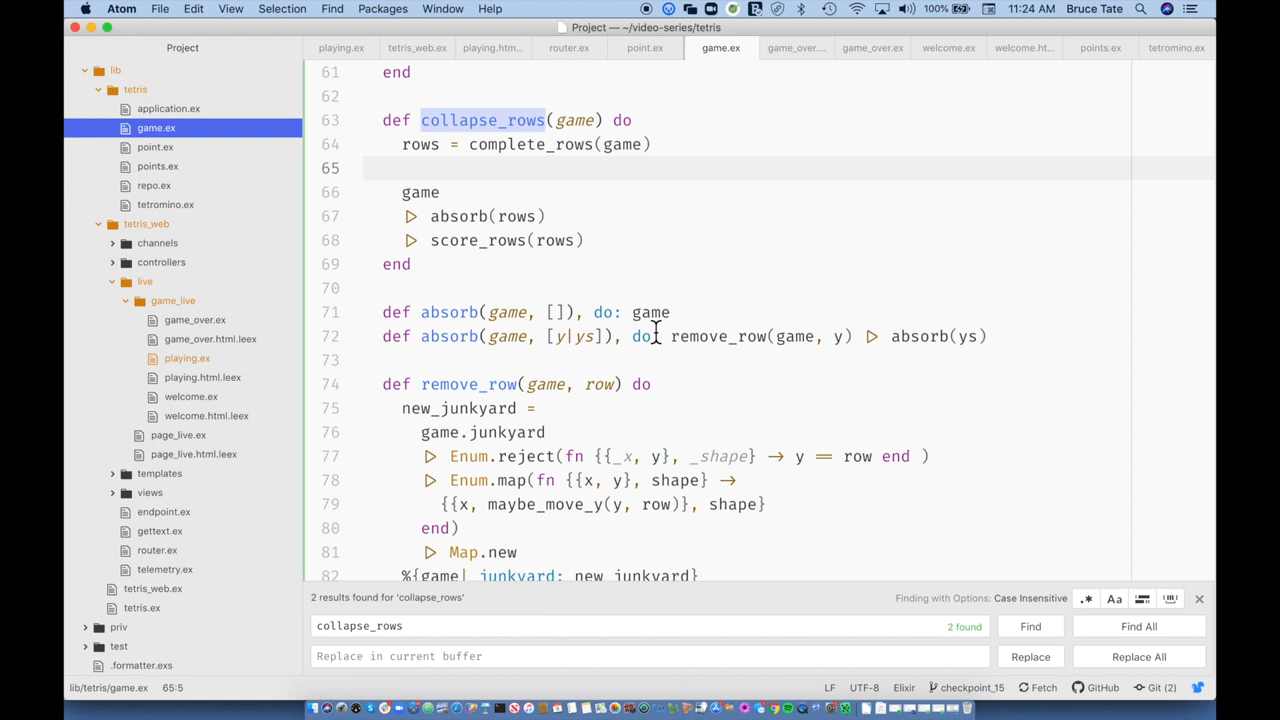 Atom File Edit View Selection Find Packages Window Help 100% 11:24 AM Bruce Tate
Project — ~/video-series/tetris
Project
playing.ex tetris_web.ex playing.htm... router.ex point.ex game.ex game_over.... game_over.ex welcome.ex welcome.ht... points.ex tetromino.ex
lib
tetris
application.ex
game.ex
point.ex
points.ex
repo.ex
tetromino.ex
tetris_web
channels
controllers
live
game_live
game_over.ex
game_over.html.leex
playing.ex
playing.html.leex
welcome.ex
welcome.html.leex
page_live.ex
page_live.html.leex
templates
views
endpoint.ex
gettext.ex
router.ex
telemetry.ex
tetris_web.ex
tetris.ex
priv
test
.formatter.exs
61 end
62
63 def collapse_rows(game) do
64 rows = complete_rows(game)
65
66 game
67 |> absorb(rows)
68 |> score_rows(rows)
69 end
70
71 def absorb(game, []), do: game
72 def absorb(game, [y|ys]), do: remove_row(game, y) |> absorb(ys)
73
74 def remove_row(game, row) do
75 new_junkyard =
76 game.junkyard
77 |> Enum.reject(fn {{_x, y}, _shape} -> y == row end )
78 |> Enum.map(fn {{x, y}, shape} ->
79 {{x, maybe_move_y(y, row)}, shape}
80 end)
81 |> Map.new
82 %{game| junkyard: new_junkyard}
2 results found for 'collapse_rows' Finding with Options: Case Insensitive .* Aa
collapse_rows 2 found Find Find All
Replace in current buffer Replace Replace All
lib/tetris/game.ex 65:5 LF UTF-8 Elixir checkpoint_15 Fetch GitHub Git (2)